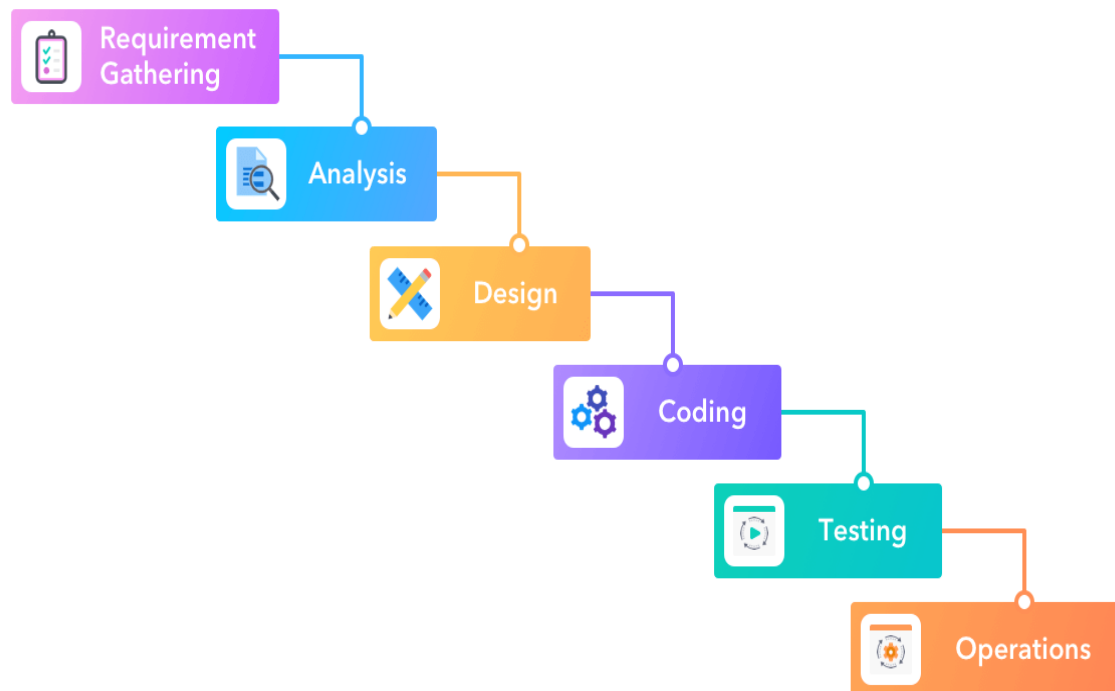 Requirement
Gathering
Analysis
Design
Coding
Testing
Operations